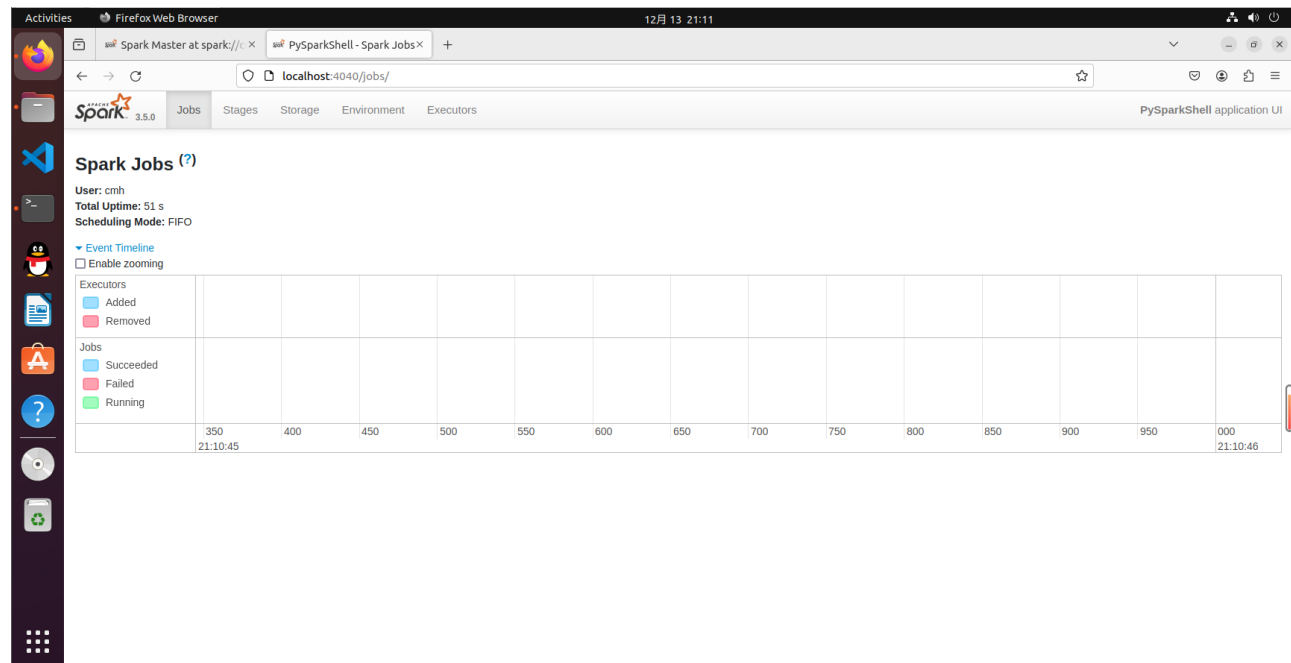 Activities Firefox Web Browser 12月 13 21:11
Spark Master at spark://c × PySparkShell - Spark Jobs × +
localhost:4040/jobs/
APACHE Spark 3.5.0 Jobs Stages Storage Environment Executors PySparkShell application UI
Spark Jobs (?)
User: cmh
Total Uptime: 51 s
Scheduling Mode: FIFO
Event Timeline
Enable zooming
Executors
Added
Removed
Jobs
Succeeded
Failed
Running
350 400 450 500 550 600 650 700 750 800 850 900 950 000
21:10:45 21:10:46